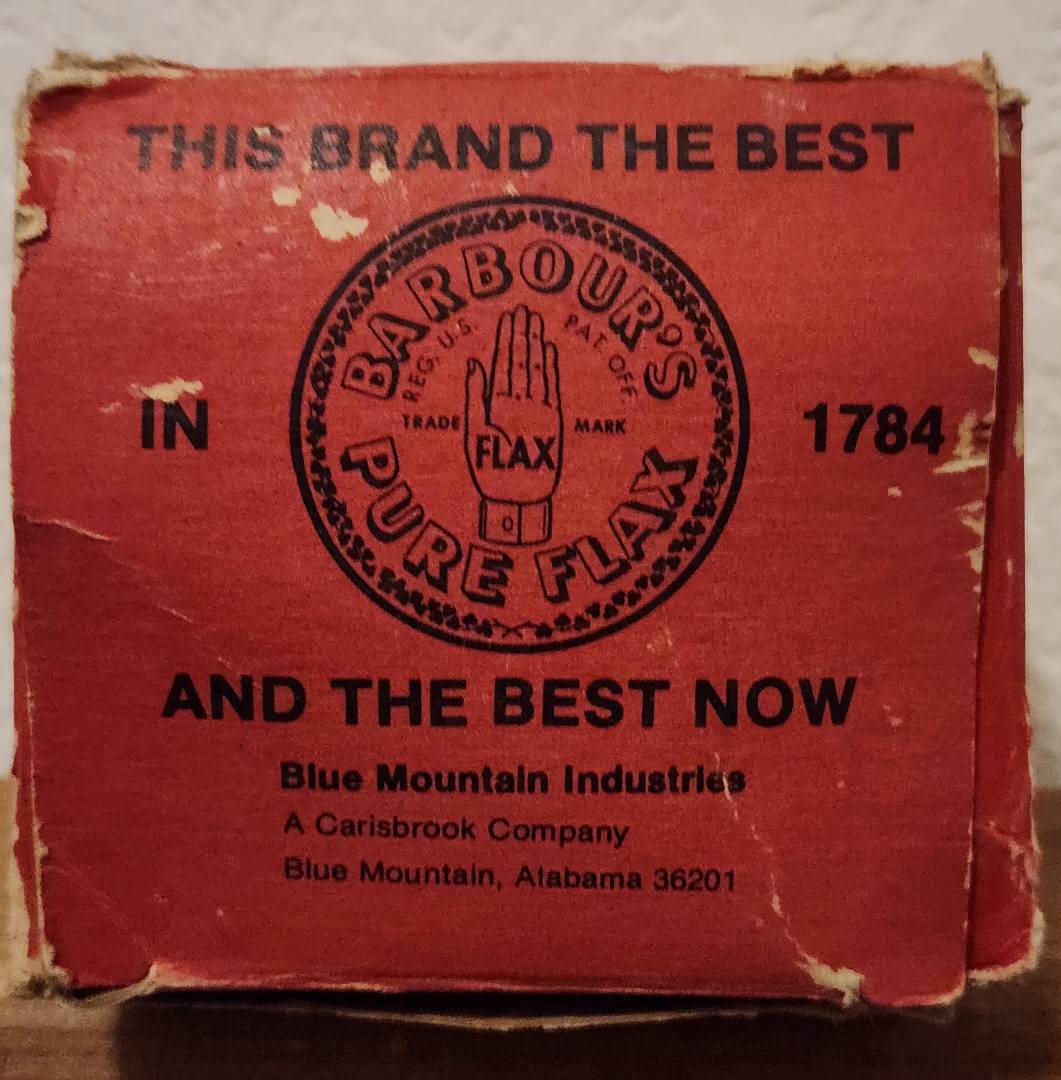 THIS BRAND THE BEST
BARBOUR'S
REG. U.S. PAT. OFF.
TRADE MARK
FLAX
PURE FLAX
IN 1784
AND THE BEST NOW
Blue Mountain Industries
A Carisbrook Company
Blue Mountain, Alabama 36201